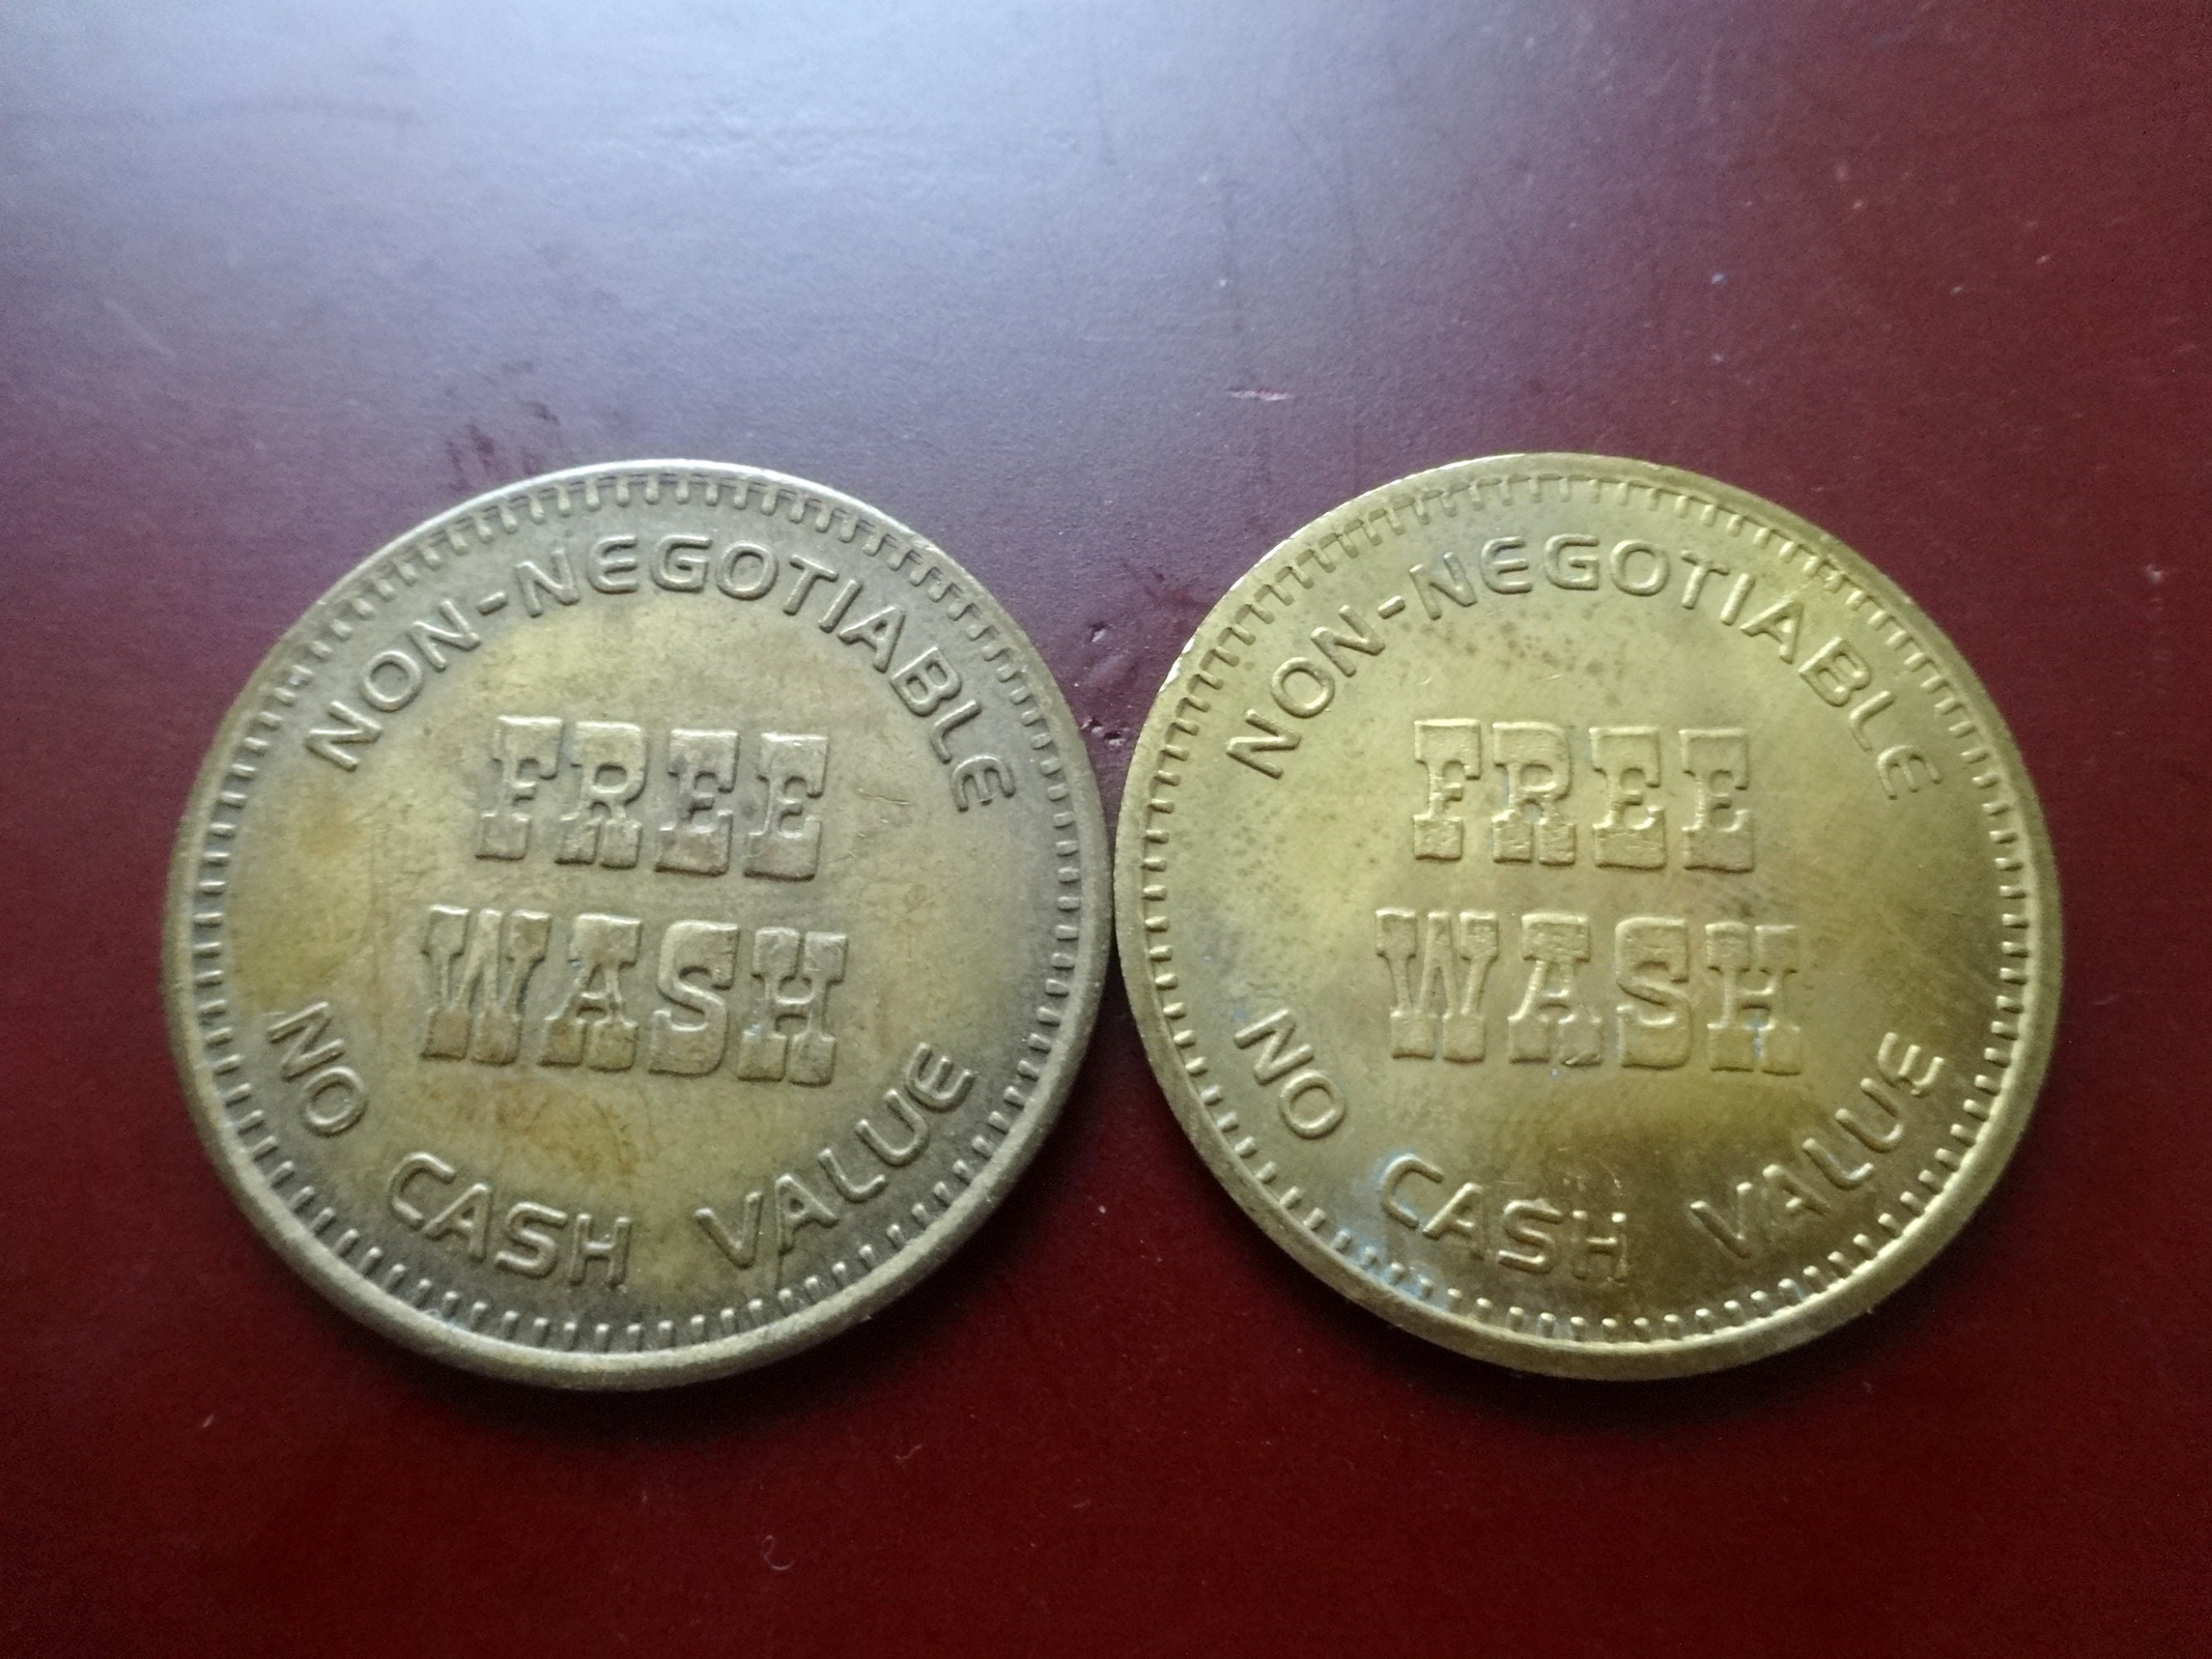 NON-NEGOTIABLE
FREE
WASH
NO CASH VALUE
NON-NEGOTIABLE
FREE
WASH
NO CASH VALUE